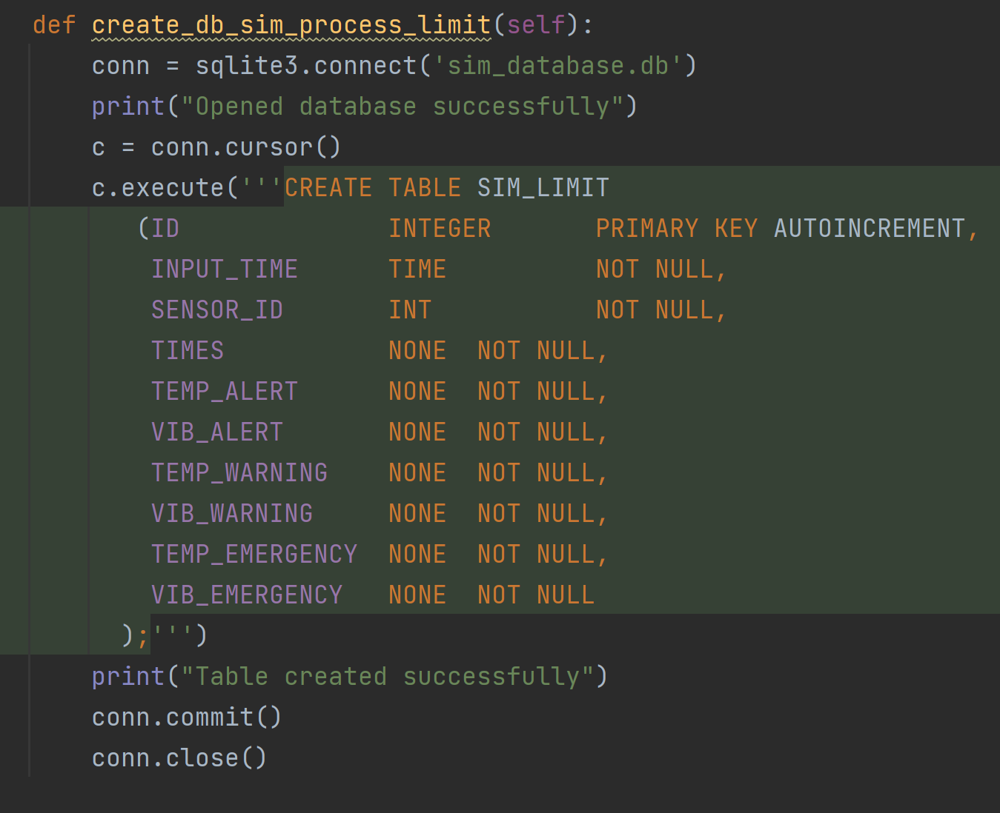 def create_db_sim_process_limit(self):
conn = sqlite3.connect('sim_database.db')
print("Opened database successfully")
c = conn.cursor()
c.execute('''CREATE TABLE SIM_LIMIT
(ID INTEGER PRIMARY KEY AUTOINCREMENT,
INPUT_TIME TIME NOT NULL,
SENSOR_ID INT NOT NULL,
TIMES NONE NOT NULL,
TEMP_ALERT NONE NOT NULL,
VIB_ALERT NONE NOT NULL,
TEMP_WARNING NONE NOT NULL,
VIB_WARNING NONE NOT NULL,
TEMP_EMERGENCY NONE NOT NULL,
VIB_EMERGENCY NONE NOT NULL
);''')
print("Table created successfully")
conn.commit()
conn.close()